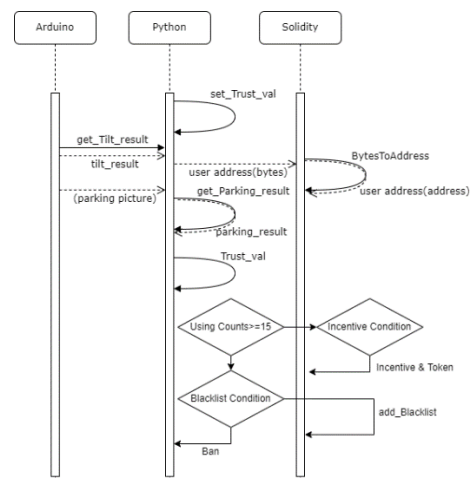 Arduino
Python
Solidity
set_Trust_val
get_Tilt_result
tilt_result
BytesToAddress
user address(bytes)
get_Parking_result
user address(address)
(parking picture)
parking_result
Trust_val
Using Counts>=15
Incentive Condition
Incentive & Token
Blacklist Condition
add_Blacklist
Ban